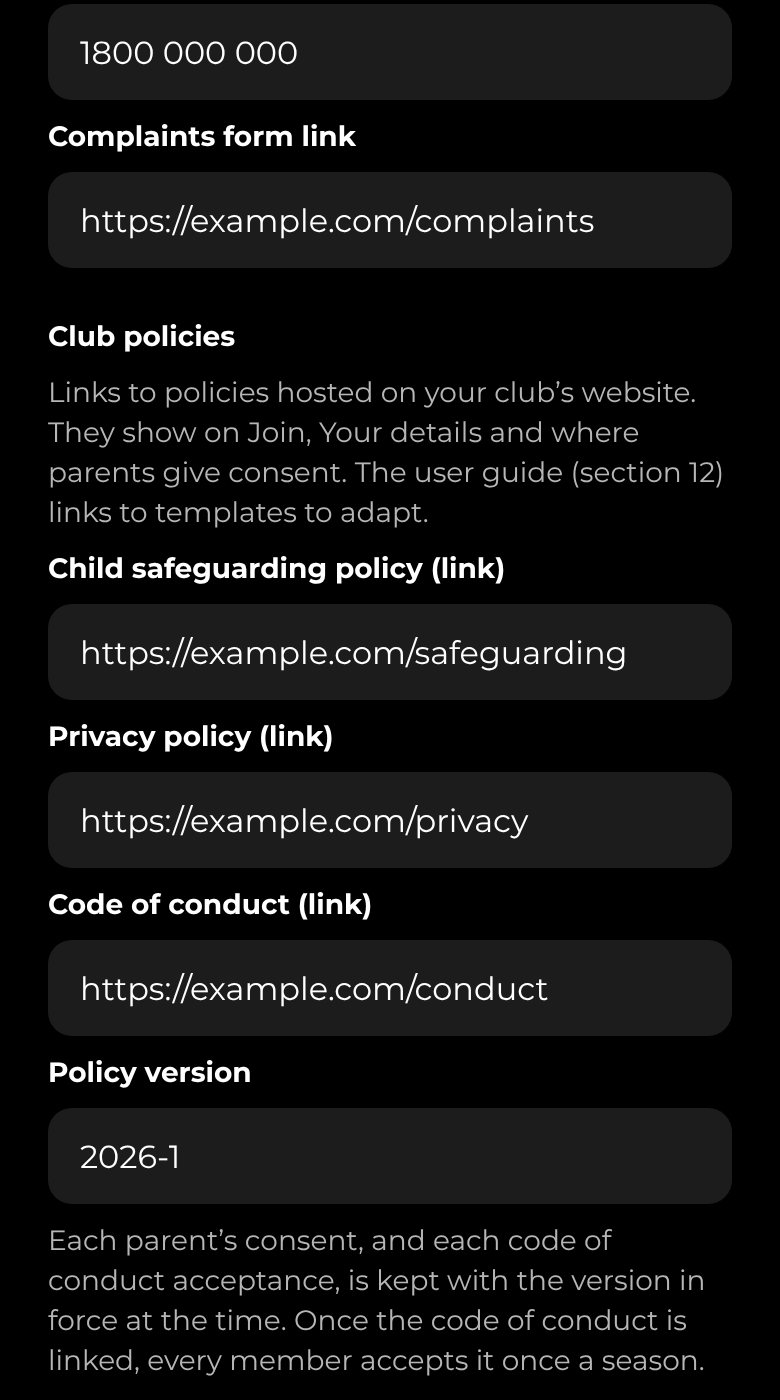 1800 000 000
Complaints form link
https://example.com/complaints
Club policies
Links to policies hosted on your club’s website.
They show on Join, Your details and where
parents give consent. The user guide (section 12)
links to templates to adapt.
Child safeguarding policy (link)
https://example.com/safeguarding
Privacy policy (link)
https://example.com/privacy
Code of conduct (link)
https://example.com/conduct
Policy version
2026-1
Each parent’s consent, and each code of
conduct acceptance, is kept with the version in
force at the time. Once the code of conduct is
linked, every member accepts it once a season.